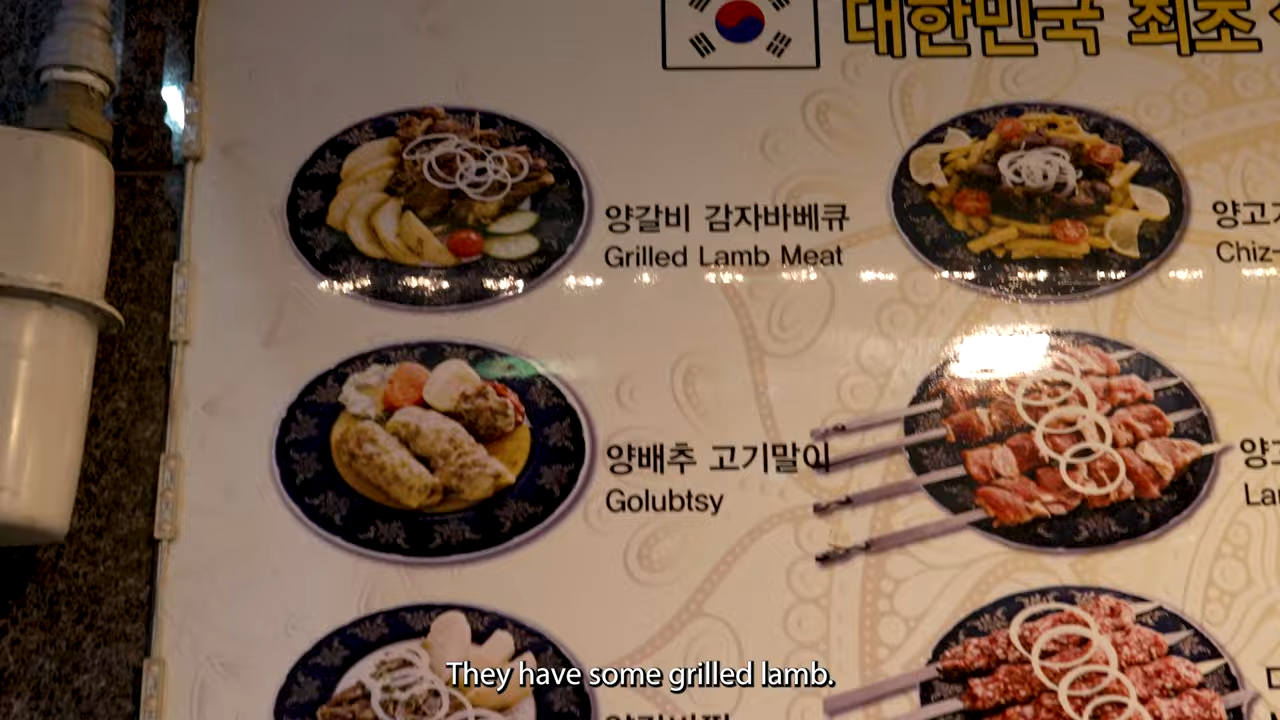 대한민국 최초
양갈비 감자바베큐
Grilled Lamb Meat
양배추 고기말이
Golubtsy
They have some grilled lamb.